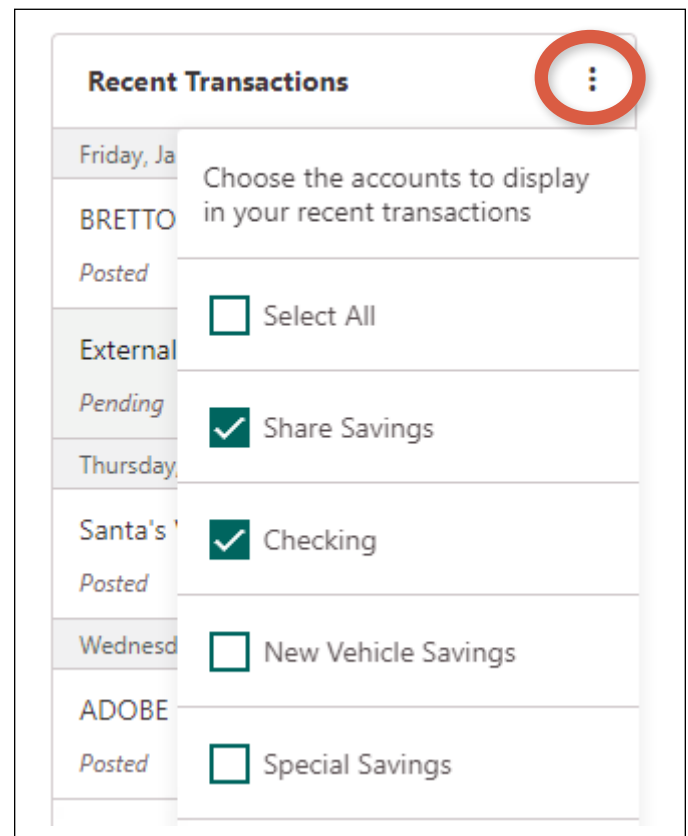 Recent Transactions
Friday, Ja
Choose the accounts to display
in your recent transactions
BRETTO
Posted
Select All
External
Pending
Share Savings
Thursday,
Santa's
Checking
Posted
Wednesd
New Vehicle Savings
ADOBE
Posted
Special Savings